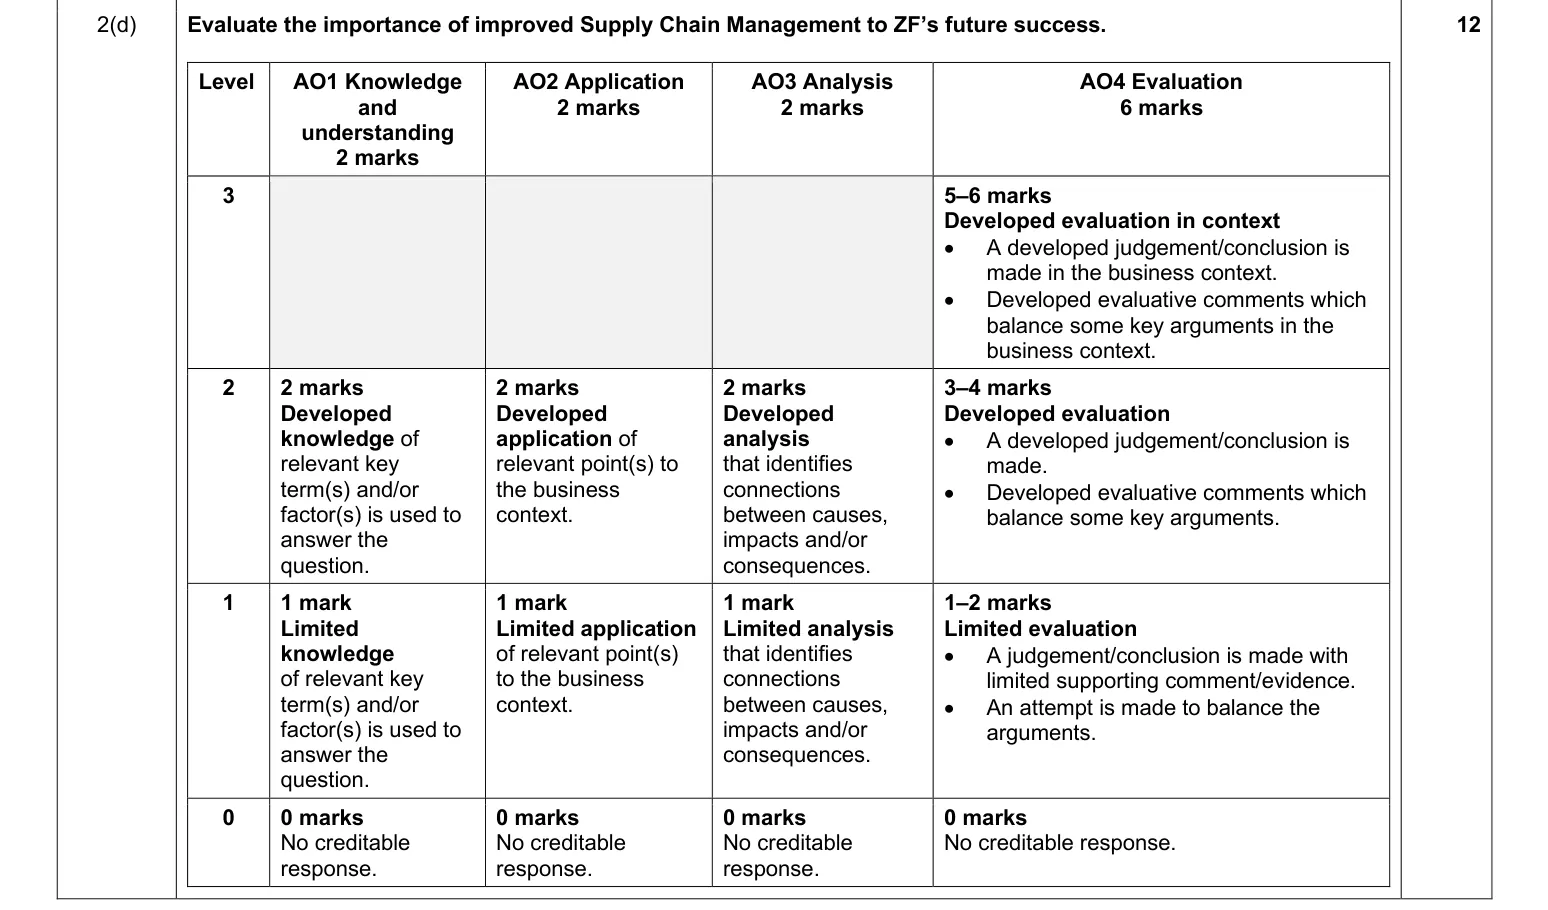 2(d)
Evaluate the importance of improved Supply Chain Management to ZF’s future success.
12
Level
AO1 Knowledge
and
understanding
2 marks
AO2 Application
2 marks
AO3 Analysis
2 marks
AO4 Evaluation
6 marks
3
5–6 marks
Developed evaluation in context
• A developed judgement/conclusion is
made in the business context.
• Developed evaluative comments which
balance some key arguments in the
business context.
2
2 marks
Developed
knowledge of
relevant key
term(s) and/or
factor(s) is used to
answer the
question.
2 marks
Developed
application of
relevant point(s) to
the business
context.
2 marks
Developed
analysis
that identifies
connections
between causes,
impacts and/or
consequences.
3–4 marks
Developed evaluation
• A developed judgement/conclusion is
made.
• Developed evaluative comments which
balance some key arguments.
1
1 mark
Limited
knowledge
of relevant key
term(s) and/or
factor(s) is used to
answer the
question.
1 mark
Limited application
of relevant point(s)
to the business
context.
1 mark
Limited analysis
that identifies
connections
between causes,
impacts and/or
consequences.
1–2 marks
Limited evaluation
• A judgement/conclusion is made with
limited supporting comment/evidence.
• An attempt is made to balance the
arguments.
0
0 marks
No creditable
response.
0 marks
No creditable
response.
0 marks
No creditable
response.
0 marks
No creditable response.